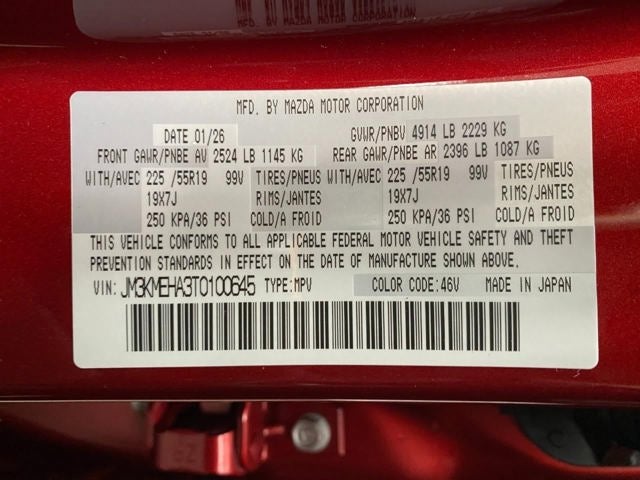 MFD. BY MAZDA MOTOR CORPORATION
DATE 01/26 GVWR/PNBV 4914 LB 2229 KG
FRONT GAWR/PNBE AV 2524 LB 1145 KG REAR GAWR/PNBE AR 2396 LB 1087 KG
WITH/AVEC 225 /55R19 99V TIRES/PNEUS WITH/AVEC 225 /55R19 99V TIRES/PNEUS
19X7J RIMS/JANTES 19X7J RIMS/JANTES
250 KPA/36 PSI COLD/A FROID 250 KPA/36 PSI COLD/A FROID
THIS VEHICLE CONFORMS TO ALL APPLICABLE FEDERAL MOTOR VEHICLE SAFETY AND THEFT
PREVENTION STANDARDS IN EFFECT ON THE DATE OF MANUFACTURE SHOWN ABOVE.
VIN: JM3KMEHA3T0100645 TYPE:MPV COLOR CODE:46V MADE IN JAPAN